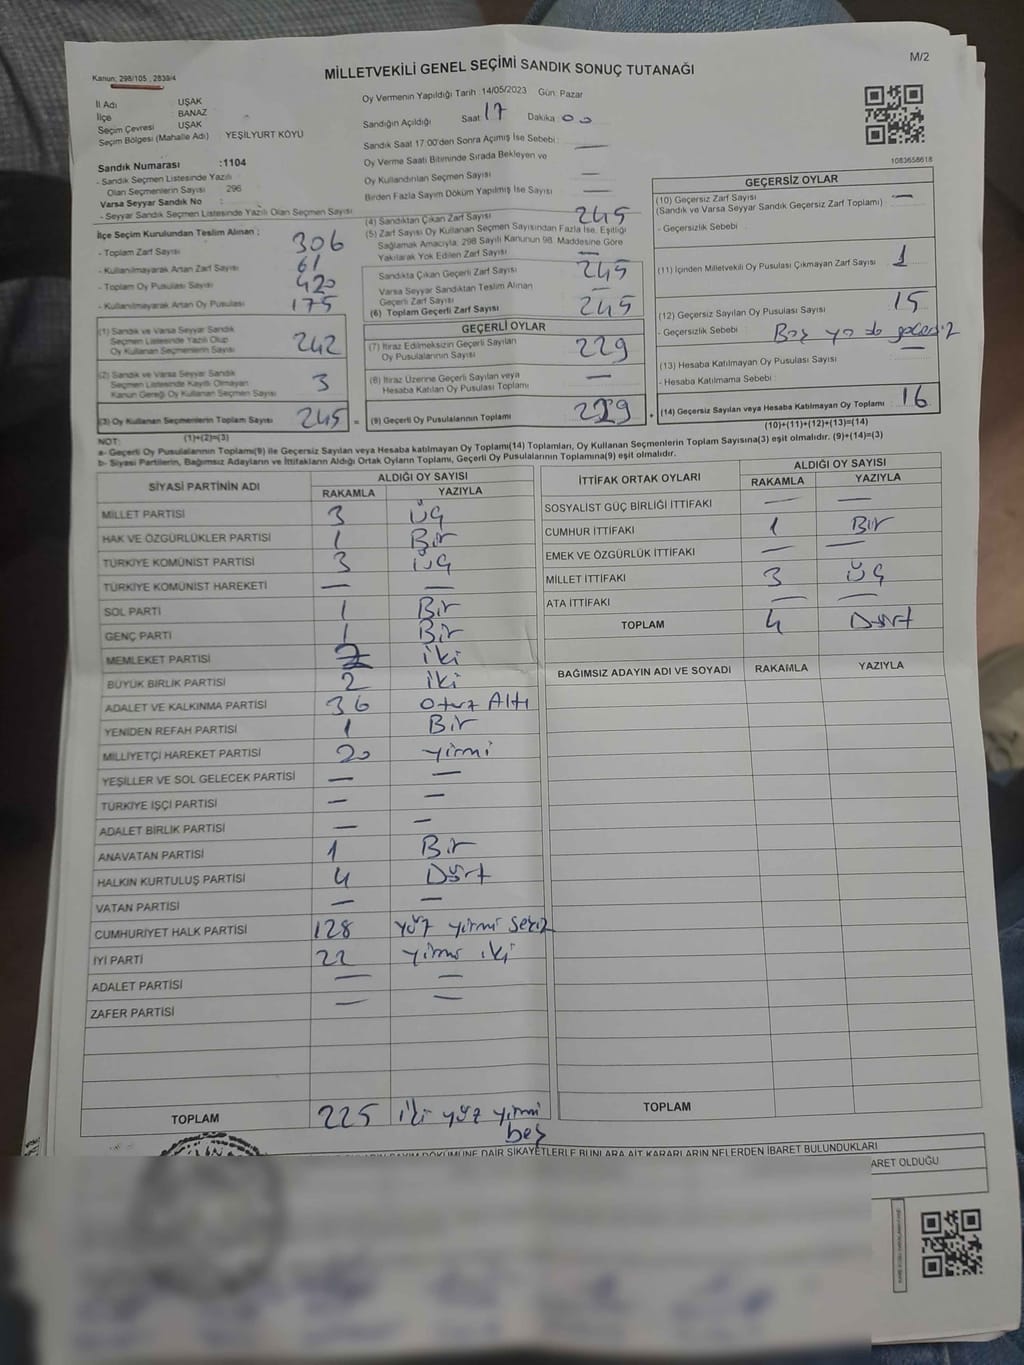 M/2
Kanun: 298/105 , 2839/4
MİLLETVEKİLİ GENEL SEÇİMİ SANDIK SONUÇ TUTANAĞI
İl Adı : UŞAK
İlçe : BANAZ
Seçim Çevresi : UŞAK
Seçim Bölgesi (Mahalle Adı) : YEŞİLYURT KÖYÜ
Sandık Numarası :1104
- Sandık Seçmen Listesinde Yazılı
Olan Seçmenlerin Sayısı : 296
Varsa Seyyar Sandık No :
- Seyyar Sandık Seçmen Listesinde Yazılı Olan Seçmen Sayısı :
Oy Vermenin Yapıldığı Tarih :14/05/2023 Gün: Pazar
Sandığın Açıldığı Saat : 17 Dakika : 00
Sandık Saat 17:00'den Sonra Açımış İse Sebebi : —
Oy Verme Saati Bitiminde Sırada Bekleyen ve
Oy Kullandırılan Seçmen Sayısı : —
Birden Fazla Sayım Döküm Yapılmış İse Sayısı : —
1083658618
İlçe Seçim Kurulundan Teslim Alınan ;
- Toplam Zarf Sayısı : 306
- Kullanılmayarak Artan Zarf Sayısı : 61
- Toplam Oy Pusulası Sayısı : 420
- Kullanılmayarak Artan Oy Pusulası : 175
(1) Sandık ve Varsa Seyyar Sandık
Seçmen Listesinde Yazılı Olup
Oy Kullanan Seçmenlerin Sayısı : 242
(2) Sandık ve Varsa Seyyar Sandık
Seçmen Listesinde Kayıtlı Olmayan
Kanun Gereği Oy Kullanan Seçmen Sayısı : 3
(3) Oy Kullanan Seçmenlerin Toplam Sayısı : 245 =
(1)+(2)=(3)
(4) Sandıktan Çıkan Zarf Sayısı : 245
(5) Zarf Sayısı Oy Kullanan Seçmen Sayısından Fazla İse, Eşitliği
Sağlamak Amacıyla; 298 Sayılı Kanunun 98. Maddesine Göre
Yakılarak Yok Edilen Zarf Sayısı : —
Sandıkta Çıkan Geçerli Zarf Sayısı : 245
Varsa Seyyar Sandıktan Teslim Alınan
Geçerli Zarf Sayısı : —
(6) Toplam Geçerli Zarf Sayısı : 245
GEÇERLİ OYLAR
(7) İtiraz Edilmeksizin Geçerli Sayılan
Oy Pusulalarının Sayısı : 229
(8) İtiraz Üzerine Geçerli Sayılan veya
Hesaba Katılan Oy Pusulası Toplamı : —
(9) Geçerli Oy Pusulalarının Toplamı : 229 +
GEÇERSİZ OYLAR
(10) Geçersiz Zarf Sayısı
(Sandık ve Varsa Seyyar Sandık Geçersiz Zarf Toplamı) : —
- Geçersizlik Sebebi :
(11) İçinden Milletvekili Oy Pusulası Çıkmayan Zarf Sayısı : 1
(12) Geçersiz Sayılan Oy Pusulası Sayısı : 15
- Geçersizlik Sebebi : Boş ya da geçersiz
(13) Hesaba Katılmayan Oy Pusulası Sayısı : —
- Hesaba Katılmama Sebebi :
(14) Geçersiz Sayılan veya Hesaba Katılmayan Oy Toplamı : 16
(10)+(11)+(12)+(13)=(14)
NOT:
a- Geçerli Oy Pusulalarının Toplamı(9) ile Geçersiz Sayılan veya Hesaba katılmayan Oy Toplamı(14) Toplamları, Oy Kullanan Seçmenlerin Toplam Sayısına(3) eşit olmalıdır. (9)+(14)=(3)
b- Siyasi Partilerin, Bağımsız Adayların ve İttifakların Aldığı Ortak Oyların Toplamı, Geçerli Oy Pusulalarının Toplamına(9) eşit olmalıdır.
SİYASİ PARTİNİN ADI ALDIĞI OY SAYISI
RAKAMLA YAZIYLA
MİLLET PARTİSİ 3 Üç
HAK VE ÖZGÜRLÜKLER PARTİSİ 1 Bir
TÜRKİYE KOMÜNİST PARTİSİ 3 Üç
TÜRKİYE KOMÜNİST HAREKETİ — —
SOL PARTİ 1 Bir
GENÇ PARTİ 1 Bir
MEMLEKET PARTİSİ 2 iki
BÜYÜK BİRLİK PARTİSİ 2 iki
ADALET VE KALKINMA PARTİSİ 36 otuz Altı
YENİDEN REFAH PARTİSİ 1 Bir
MİLLİYETÇİ HAREKET PARTİSİ 20 yirmi
YEŞİLLER VE SOL GELECEK PARTİSİ — —
TÜRKİYE İŞÇİ PARTİSİ — —
ADALET BİRLİK PARTİSİ — —
ANAVATAN PARTİSİ 1 Bir
HALKIN KURTULUŞ PARTİSİ 4 Dört
VATAN PARTİSİ — —
CUMHURİYET HALK PARTİSİ 128 yüz yirmi sekiz
İYİ PARTİ 22 yirmi iki
ADALET PARTİSİ — —
ZAFER PARTİSİ — —
TOPLAM 225 iki yüz yirmi
beş
İTTİFAK ORTAK OYLARI ALDIĞI OY SAYISI
RAKAMLA YAZIYLA
SOSYALİST GÜÇ BİRLİĞİ İTTİFAKI — —
CUMHUR İTTİFAKI 1 Bir
EMEK VE ÖZGÜRLÜK İTTİFAKI — —
MİLLET İTTİFAKI 3 Üç
ATA İTTİFAKI — —
TOPLAM 4 Dört
BAĞIMSIZ ADAYIN ADI VE SOYADI RAKAMLA YAZIYLA
TOPLAM
SAYIM DÖKÜMÜNE DAİR ŞİKAYETLERLE BUNLARA AİT KARARLARIN NELERDEN İBARET BULUNDUKLARI
OLDUĞU